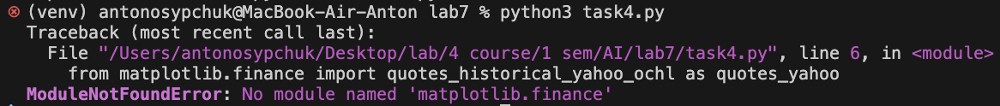 (venv) antonosypchuk@MacBook-Air-Anton lab7 % python3 task4.py
Traceback (most recent call last):
File "/Users/antonosypchuk/Desktop/lab/4 course/1 sem/AI/lab7/task4.py", line 6, in <module>
from matplotlib.finance import quotes_historical_yahoo_ochl as quotes_yahoo
ModuleNotFoundError: No module named 'matplotlib.finance'